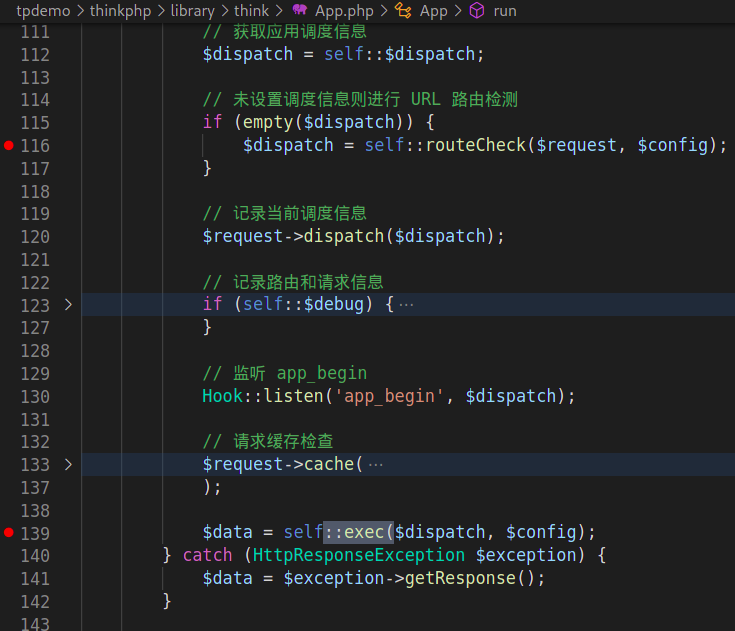 tpdemo > thinkphp > library > think > App.php > App > run
111 // 获取应用调度信息
112 $dispatch = self::$dispatch;
113
114 // 未设置调度信息则进行 URL 路由检测
115 if (empty($dispatch)) {
116 $dispatch = self::routeCheck($request, $config);
117 }
118
119 // 记录当前调度信息
120 $request->dispatch($dispatch);
121
122 // 记录路由和请求信息
123 > if (self::$debug) { ···
127 }
128
129 // 监听 app_begin
130 Hook::listen('app_begin', $dispatch);
131
132 // 请求缓存检查
133 > $request->cache( ···
137 );
138
139 $data = self::exec($dispatch, $config);
140 } catch (HttpResponseException $exception) {
141 $data = $exception->getResponse();
142 }
143